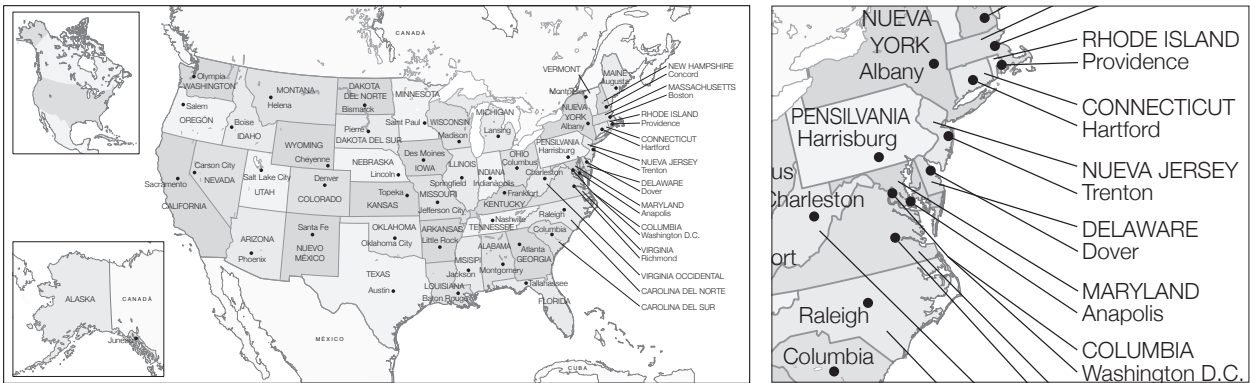 CANADÁ
Olympia
WASHINGTON
Salem
OREGÓN
MONTANA
Helena
Boise
IDAHO
DAKOTA
DEL NORTE
Bismarck
Pierre
DAKOTA DEL SUR
MINNESOTA
Saint Paul
WISCONSIN
Madison
MICHIGAN
Lansing
WYOMING
Cheyenne
NEBRASKA
Lincoln
Des Moines
IOWA
Carson City
NEVADA
Sacramento
CALIFORNIA
Salt Lake City
UTAH
Denver
COLORADO
Topeka
KANSAS
ILLINOIS
Springfield
MISSOURI
Jefferson City
INDIANA
Indianapolis
OHIO
Columbus
Charleston
Frankfort
KENTUCKY
Nashville
TENNESSEE
Raleigh
Columbia
ARIZONA
Phoenix
Santa Fe
NUEVO
MÉXICO
OKLAHOMA
Oklahoma City
ARKANSAS
Little Rock
TEXAS
Austin
MISISIPI
Jackson
ALABAMA
Montgomery
Atlanta
GEORGIA
LOUISIANA
Baton Rouge
Tallahassee
FLORIDA
MÉXICO
CUBA
VERMONT
Montpelier
MAINE
Augusta
NUEVA
YORK
Albany
PENSILVANIA
Harrisburg
NEW HAMPSHIRE
Concord
MASSACHUSETTS
Boston
RHODE ISLAND
Providence
CONNECTICUT
Hartford
NUEVA JERSEY
Trenton
DELAWARE
Dover
MARYLAND
Anapolis
COLUMBIA
Washington D.C.
VIRGINIA
Richmond
VIRGINIA OCCIDENTAL
CAROLINA DEL NORTE
CAROLINA DEL SUR
ALASKA
CANADÁ
Juneau
NUEVA
YORK
Albany
PENSILVANIA
Harrisburg
us
Charleston
ort
Raleigh
Columbia
RHODE ISLAND
Providence
CONNECTICUT
Hartford
NUEVA JERSEY
Trenton
DELAWARE
Dover
MARYLAND
Anapolis
COLUMBIA
Washington D.C.